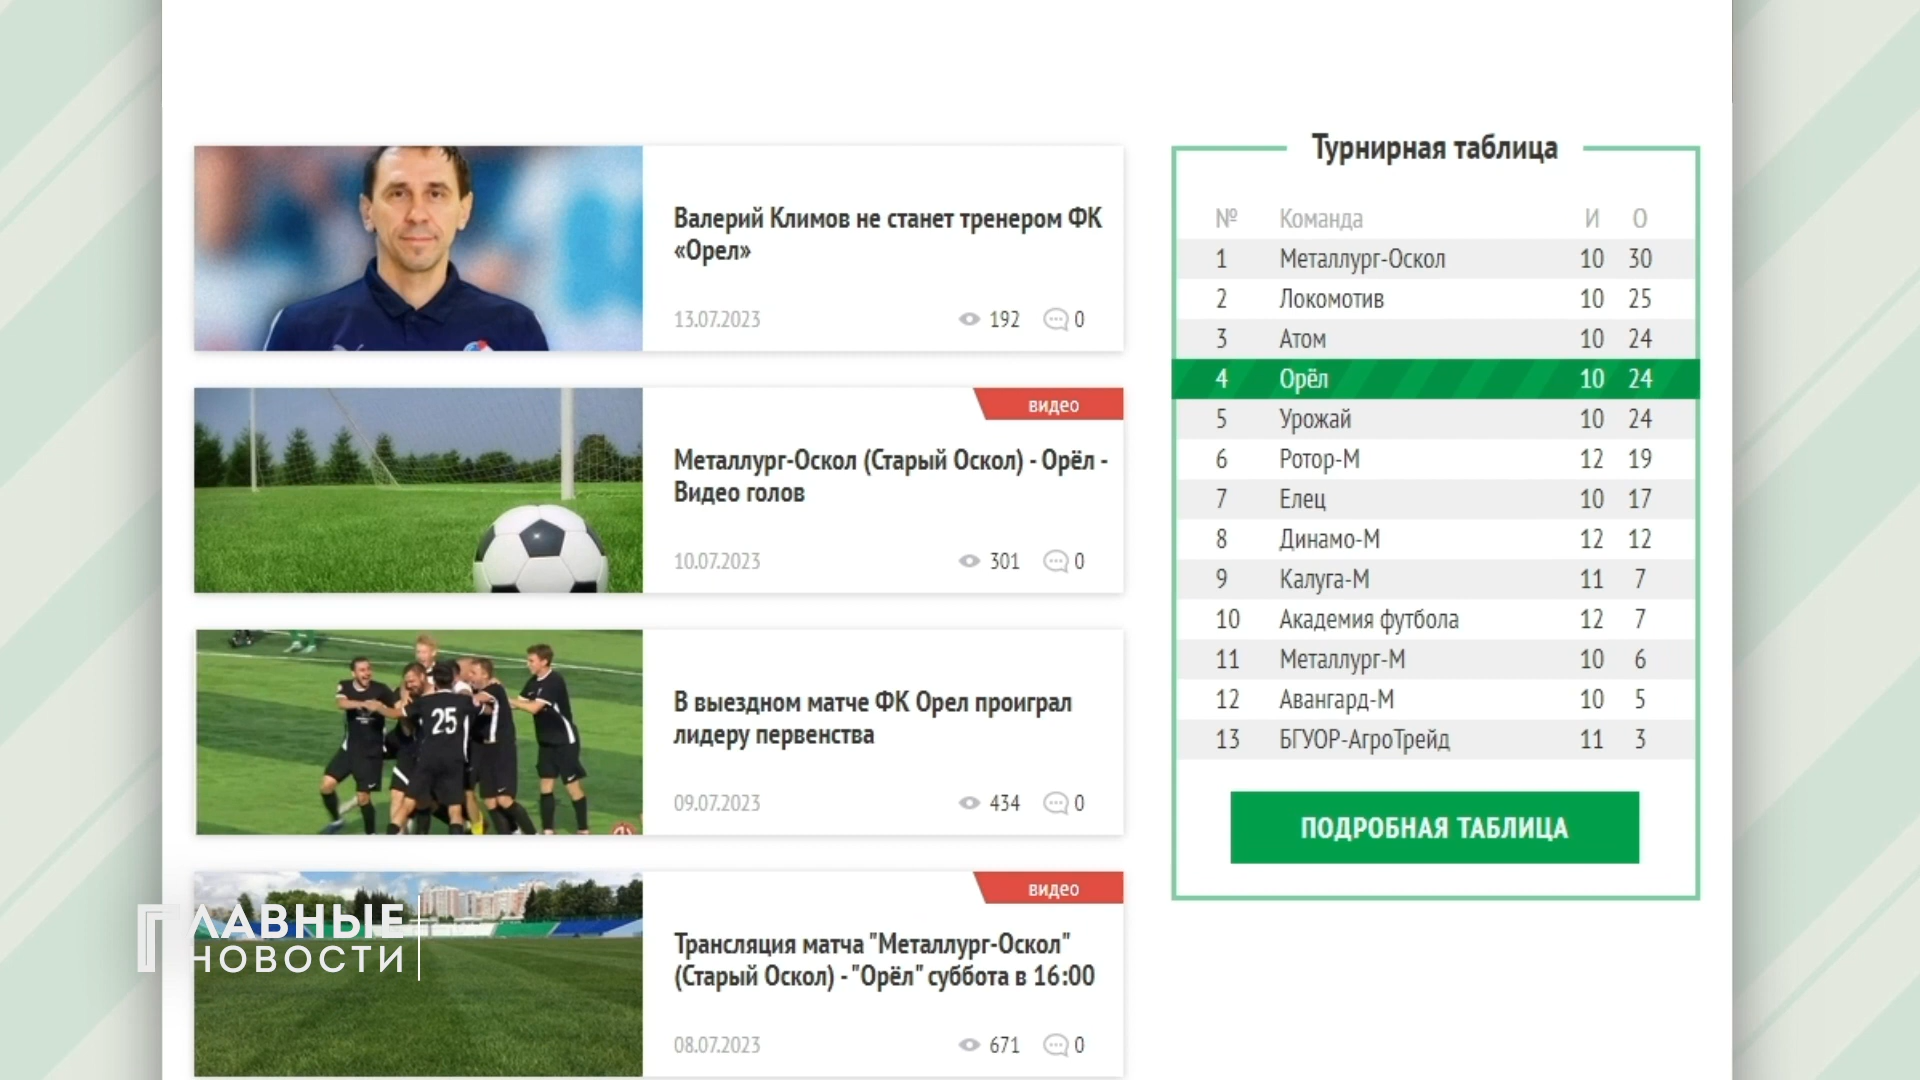 Валерий Климов не станет тренером ФК
«Орел»
13.07.2023 192 0
видео
Металлург-Оскол (Старый Оскол) - Орёл -
Видео голов
10.07.2023 301 0
25
В выездном матче ФК Орел проиграл
лидеру первенства
09.07.2023 434 0
видео
Трансляция матча "Металлург-Оскол"
(Старый Оскол) - "Орёл" суббота в 16:00
08.07.2023 671 0
ГЛАВНЫЕ
НОВОСТИ
Турнирная таблица
№ Команда И О
1 Металлург-Оскол 10 30
2 Локомотив 10 25
3 Атом 10 24
4 Орёл 10 24
5 Урожай 10 24
6 Ротор-М 12 19
7 Елец 10 17
8 Динамо-М 12 12
9 Калуга-М 11 7
10 Академия футбола 12 7
11 Металлург-М 10 6
12 Авангард-М 10 5
13 БГУОР-АгроТрейд 11 3
ПОДРОБНАЯ ТАБЛИЦА